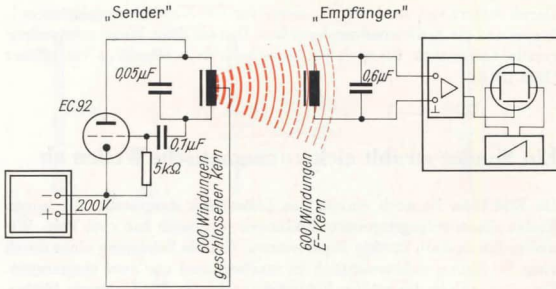 „Sender"
„Empfänger"
0,05µF
0,6µF
EC 92
0,1µF
5kΩ
200V
600 Windungen
geschlossener Kern
600 Windungen
E-Kern
−
+